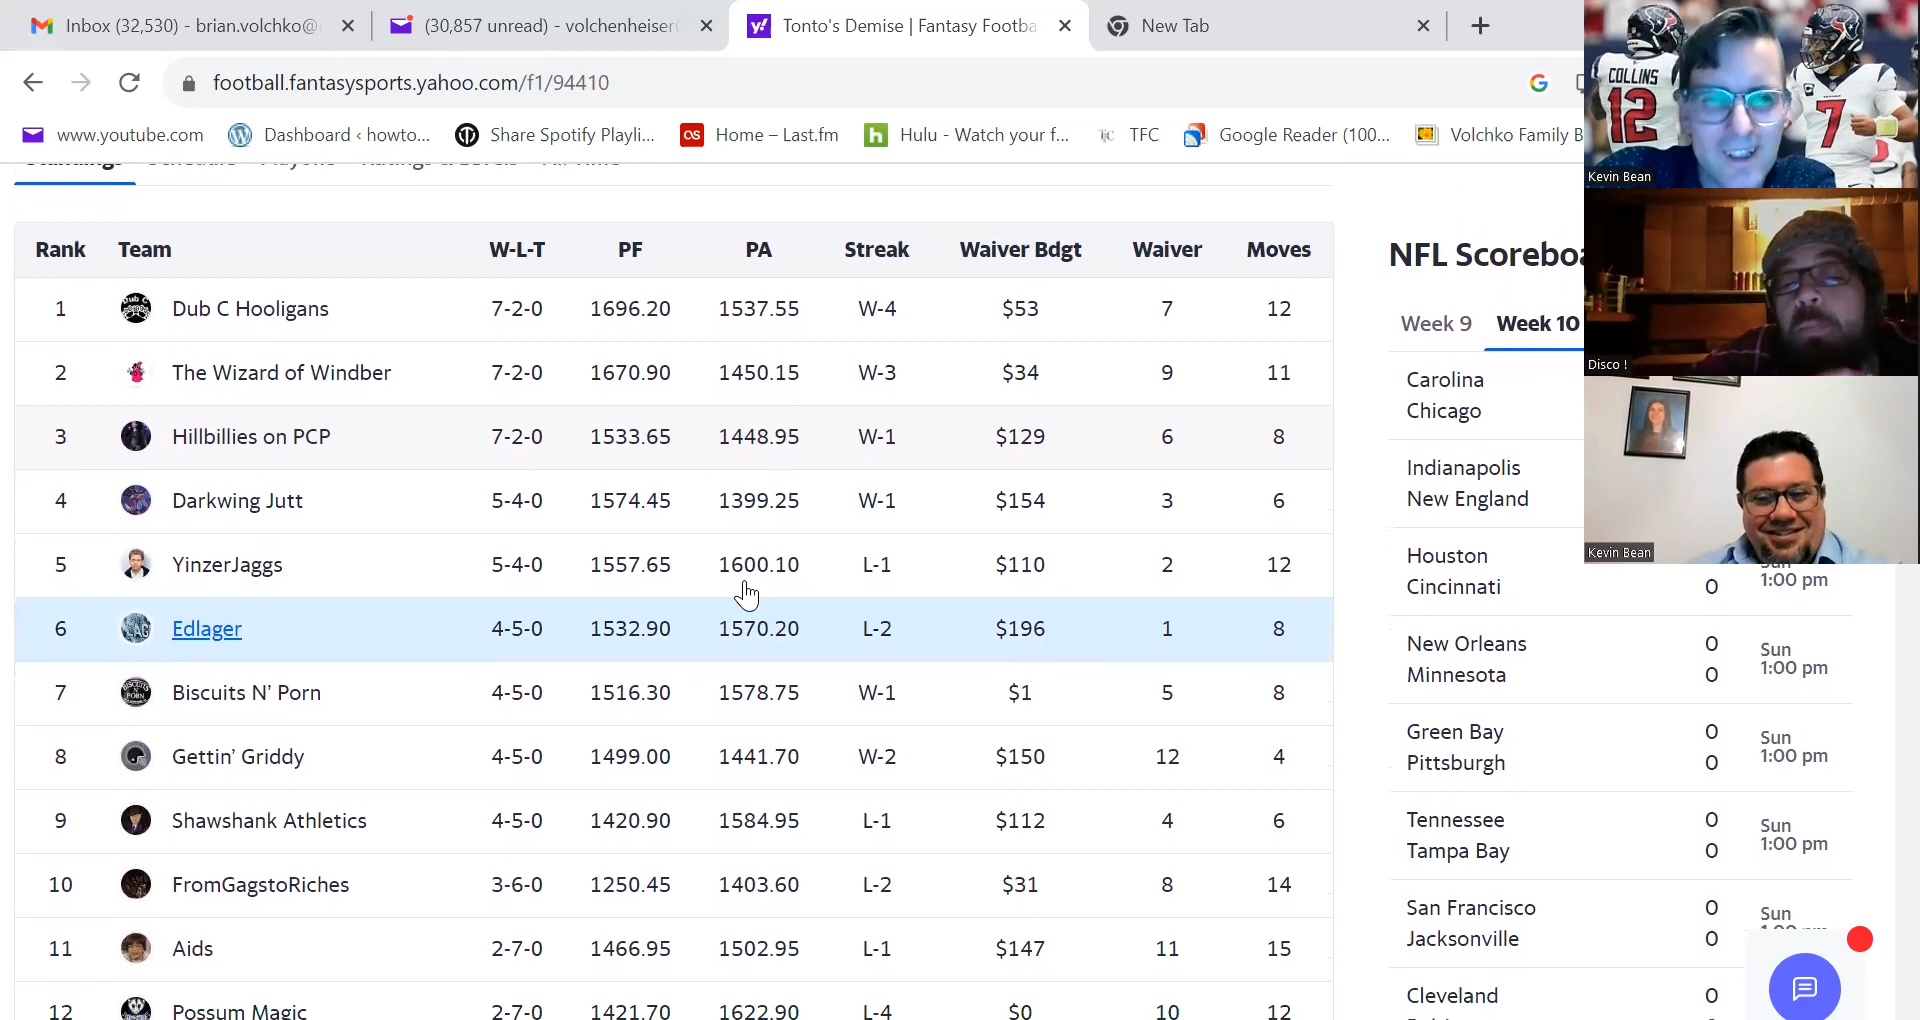 Inbox (32,530) - brian.volchko@
(30,857 unread) - volchenheiser
Tonto's Demise | Fantasy Footba
New Tab
football.fantasysports.yahoo.com/f1/94410
www.youtube.com
Dashboard ‹ howto...
Share Spotify Playli...
Home – Last.fm
Hulu - Watch your f...
TFC
Google Reader (100...
Volchko Family B
Rank Team W-L-T PF PA Streak Waiver Bdgt Waiver Moves
1 Dub C Hooligans 7-2-0 1696.20 1537.55 W-4 $53 7 12
2 The Wizard of Windber 7-2-0 1670.90 1450.15 W-3 $34 9 11
3 Hillbillies on PCP 7-2-0 1533.65 1448.95 W-1 $129 6 8
4 Darkwing Jutt 5-4-0 1574.45 1399.25 W-1 $154 3 6
5 YinzerJaggs 5-4-0 1557.65 1600.10 L-1 $110 2 12
6 Edlager 4-5-0 1532.90 1570.20 L-2 $196 1 8
7 Biscuits N’ Porn 4-5-0 1516.30 1578.75 W-1 $1 5 8
8 Gettin’ Griddy 4-5-0 1499.00 1441.70 W-2 $150 12 4
9 Shawshank Athletics 4-5-0 1420.90 1584.95 L-1 $112 4 6
10 FromGagstoRiches 3-6-0 1250.45 1403.60 L-2 $31 8 14
11 Aids 2-7-0 1466.95 1502.95 L-1 $147 11 15
12 Possum Magic 2-7-0 1421.70 1622.90 L-4 $0 10 12
NFL Scoreboa
Week 9 Week 10
Carolina
Chicago
Indianapolis
New England
Houston
Cincinnati 0
Sun
1:00 pm
New Orleans 0
Minnesota 0
Sun
1:00 pm
Green Bay 0
Pittsburgh 0
Sun
1:00 pm
Tennessee 0
Tampa Bay 0
Sun
1:00 pm
San Francisco 0
Jacksonville 0
Sun
Cleveland 0
COLLINS
12
7
Kevin Bean
Disco !
Kevin Bean